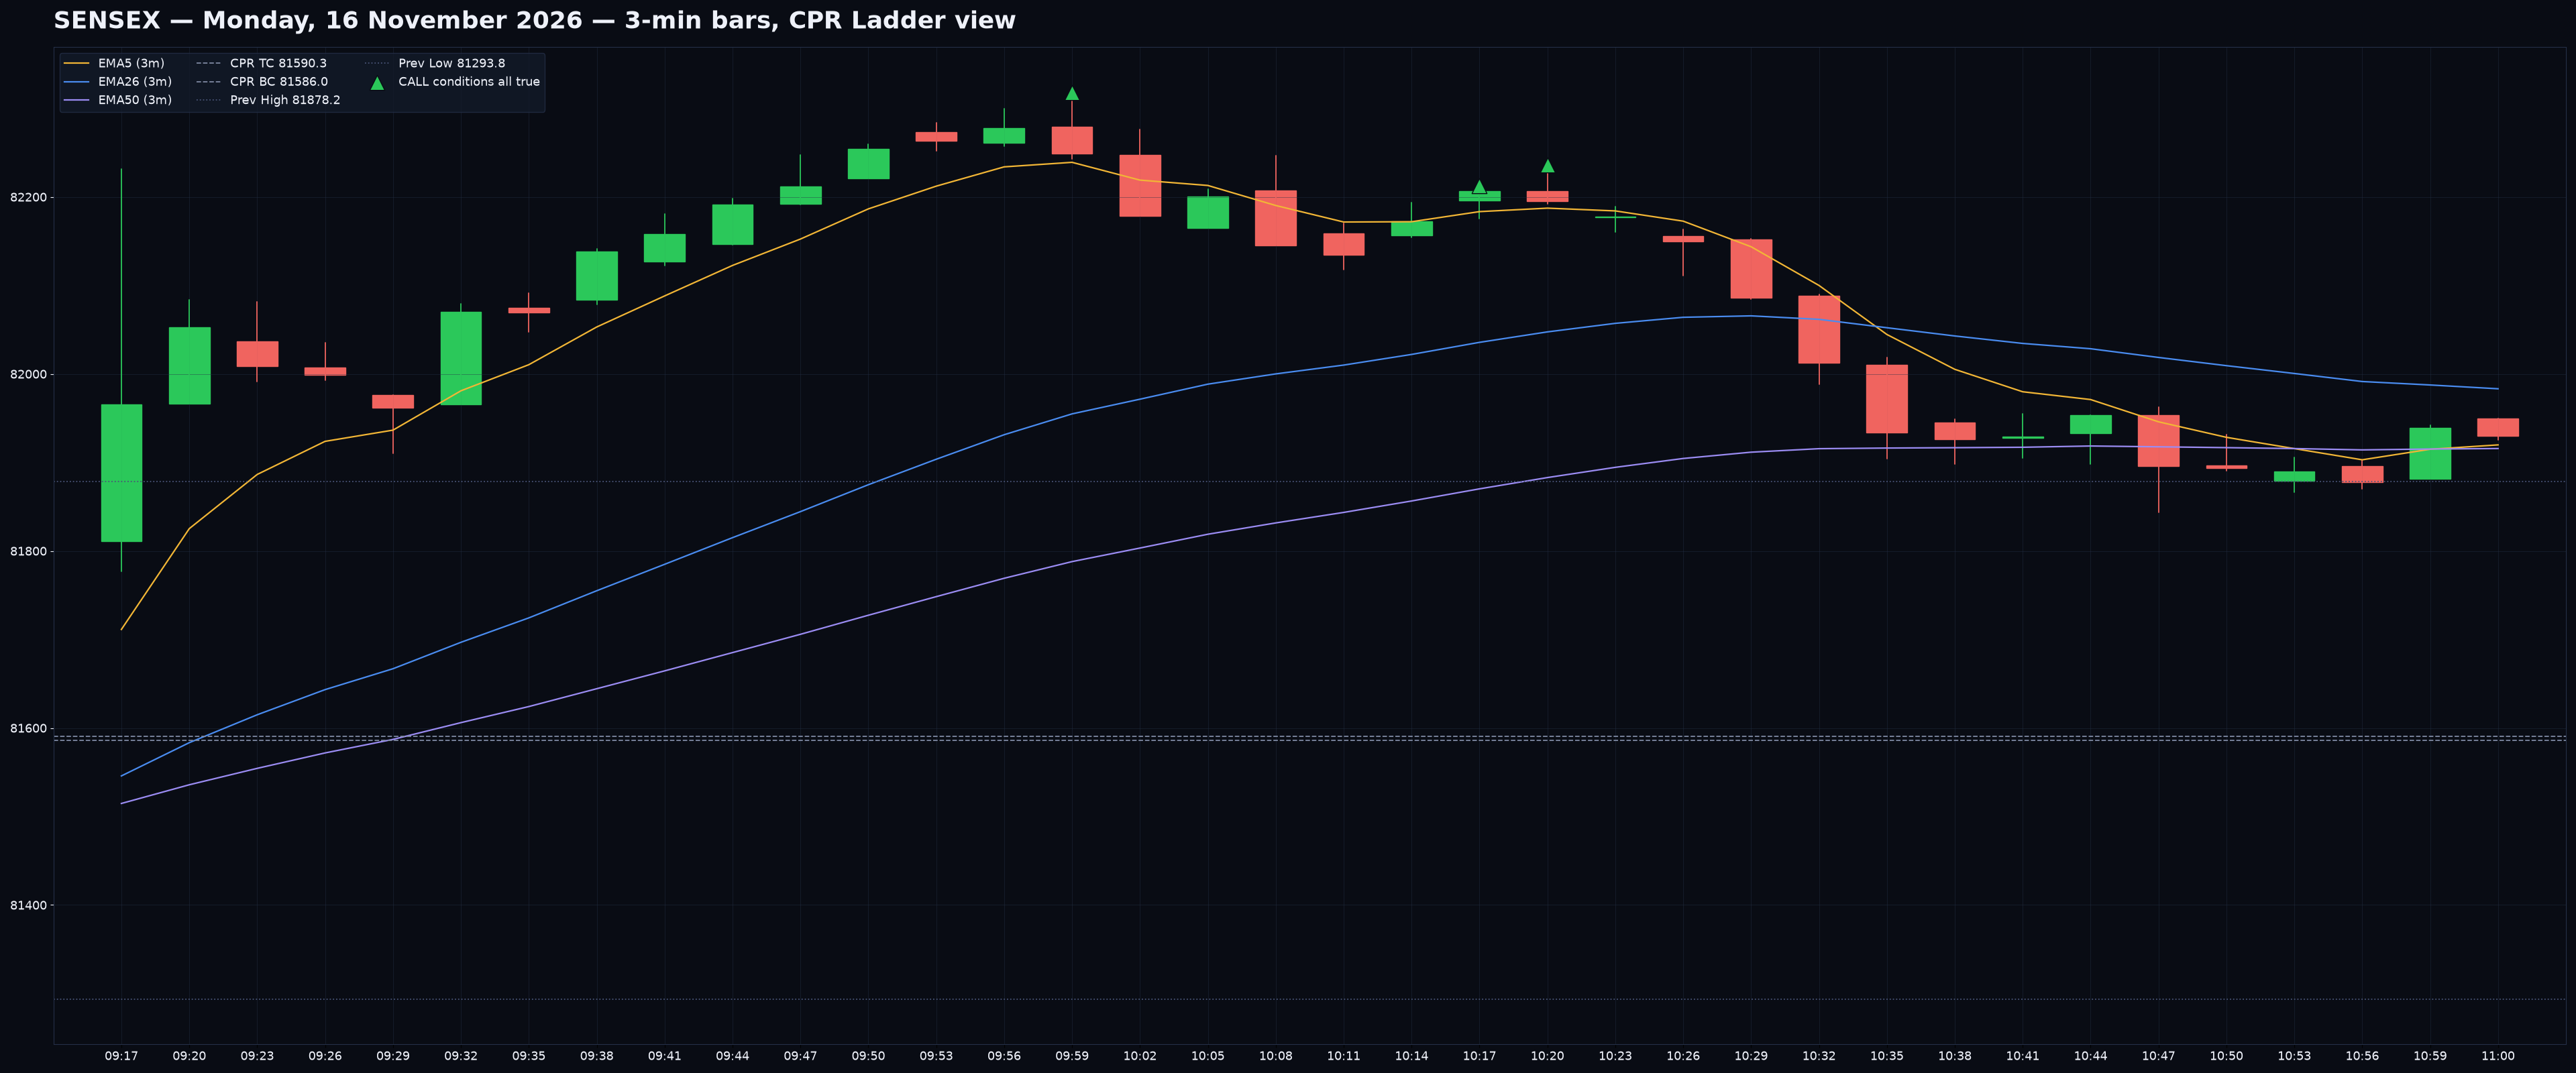 SENSEX — Monday, 16 November 2026 — 3-min bars, CPR Ladder view
EMA5 (3m) CPR TC 81590.3 Prev Low 81293.8
EMA26 (3m) CPR BC 81586.0 CALL conditions all true
EMA50 (3m) Prev High 81878.2
82200
82000
81800
81600
81400
09:17 09:20 09:23 09:26 09:29 09:32 09:35 09:38 09:41 09:44 09:47 09:50 09:53 09:56 09:59 10:02 10:05 10:08 10:11 10:14 10:17 10:20 10:23 10:26 10:29 10:32 10:35 10:38 10:41 10:44 10:47 10:50 10:53 10:56 10:59 11:00